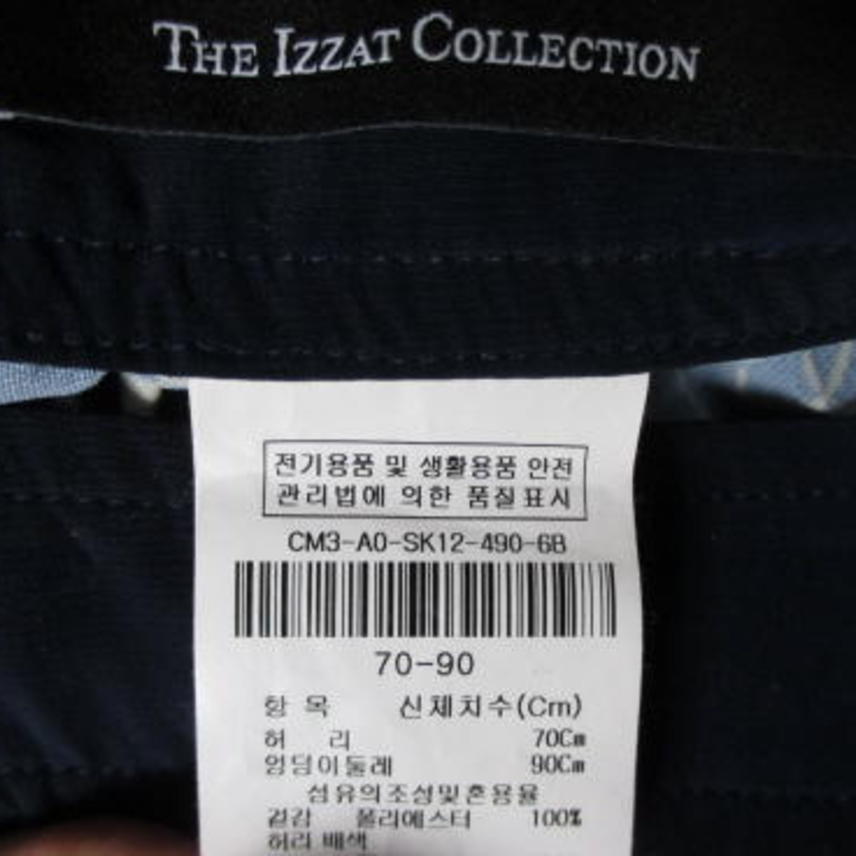 THE IZZAT COLLECTION
전기용품 및 생활용품 안전
관리법에 의한 품질표시
CM3-A0-SK12-490-6B
70-90
항 목 신체치수(Cm)
허 리 70Cm
엉덩이둘레 90Cm
섬유의조성및혼용율
겉감 폴리에스터 100%
허리 배색